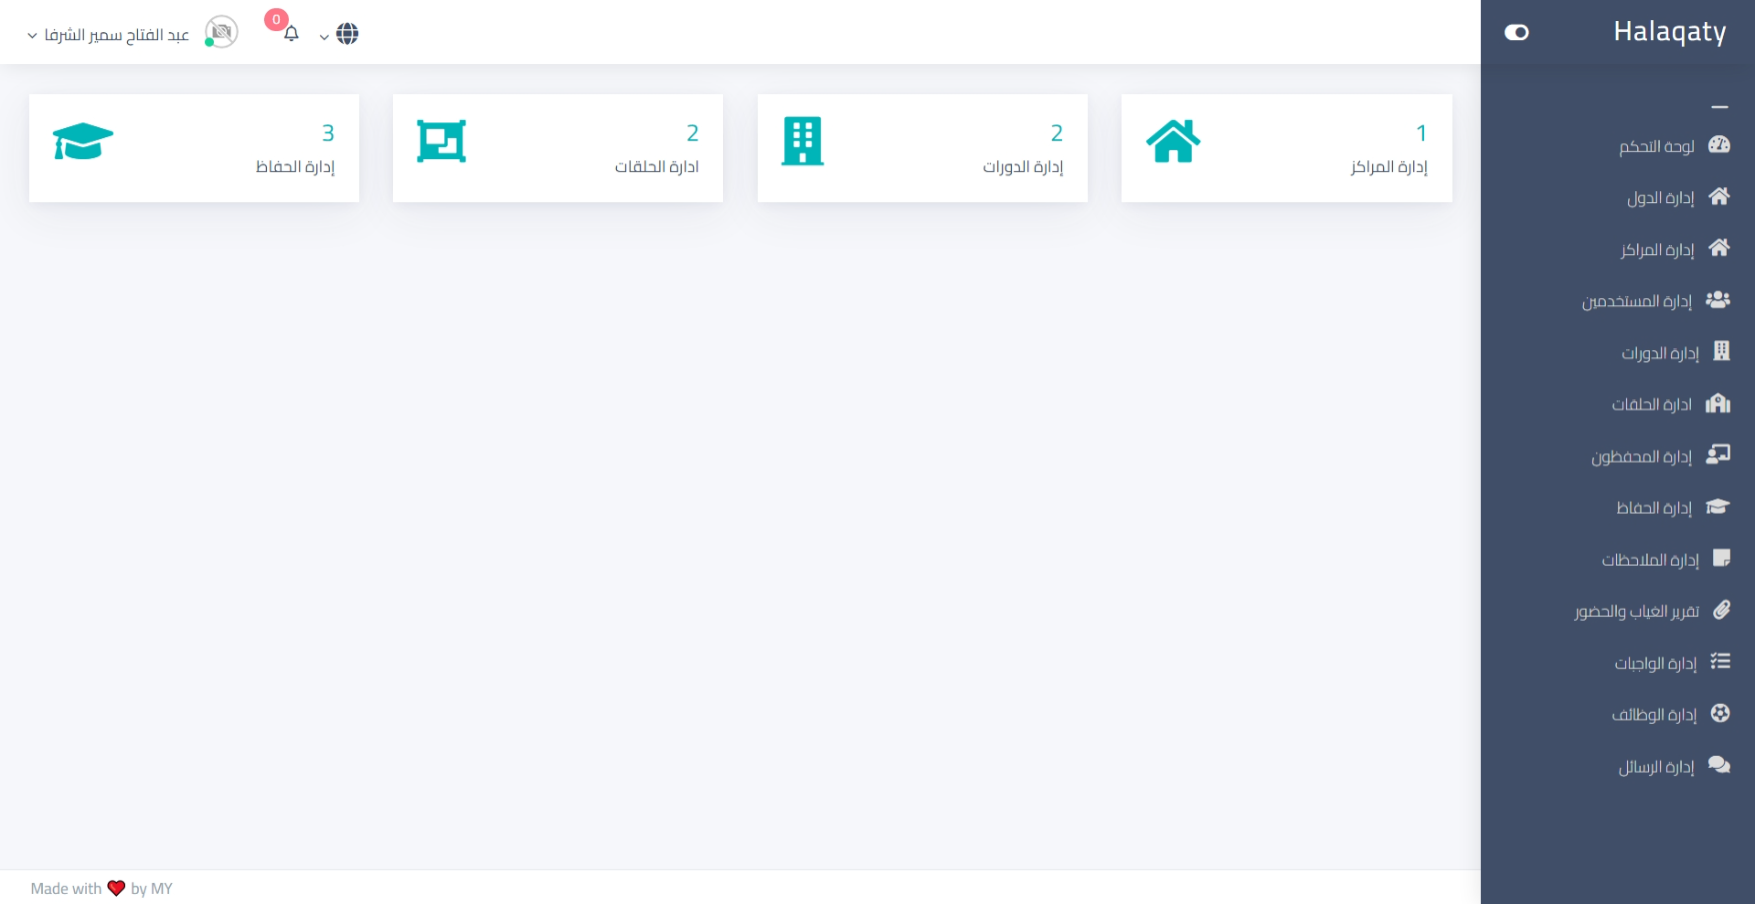 Halaqaty
0
عبد الفتاح سمير الشرفا
1
إدارة المراكز
2
إدارة الدورات
2
ادارة الحلقات
3
إدارة الحفاظ
لوحة التحكم
إدارة الدول
إدارة المراكز
إدارة المستخدمين
إدارة الدورات
ادارة الحلقات
إدارة المحفظون
إدارة الحفاظ
إدارة الملاحظات
تقرير الغياب والحضور
إدارة الواجبات
إدارة الوظائف
إدارة الرسائل
Made with ❤ by MY